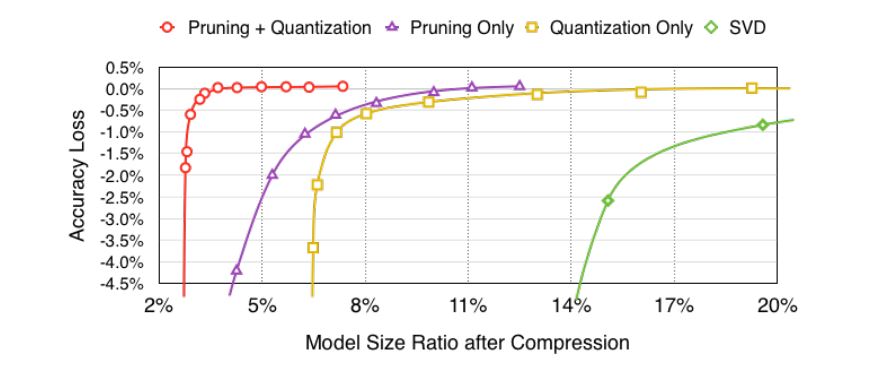 Pruning + Quantization Pruning Only Quantization Only SVD
0.5%
0.0%
-0.5%
-1.0%
-1.5%
-2.0%
-2.5%
-3.0%
-3.5%
-4.0%
-4.5%
Accuracy Loss
2% 5% 8% 11% 14% 17% 20%
Model Size Ratio after Compression